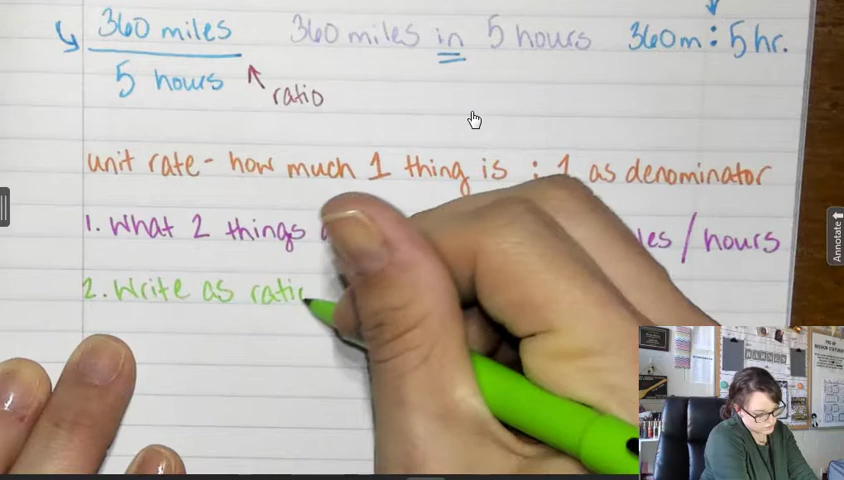 360 miles 360 miles in 5 hours 360m : 5 hr.
5 hours
ratio
unit rate - how much 1 thing is ; 1 as denominator
1. What 2 things / hours
2. Write as ratio
Annotate